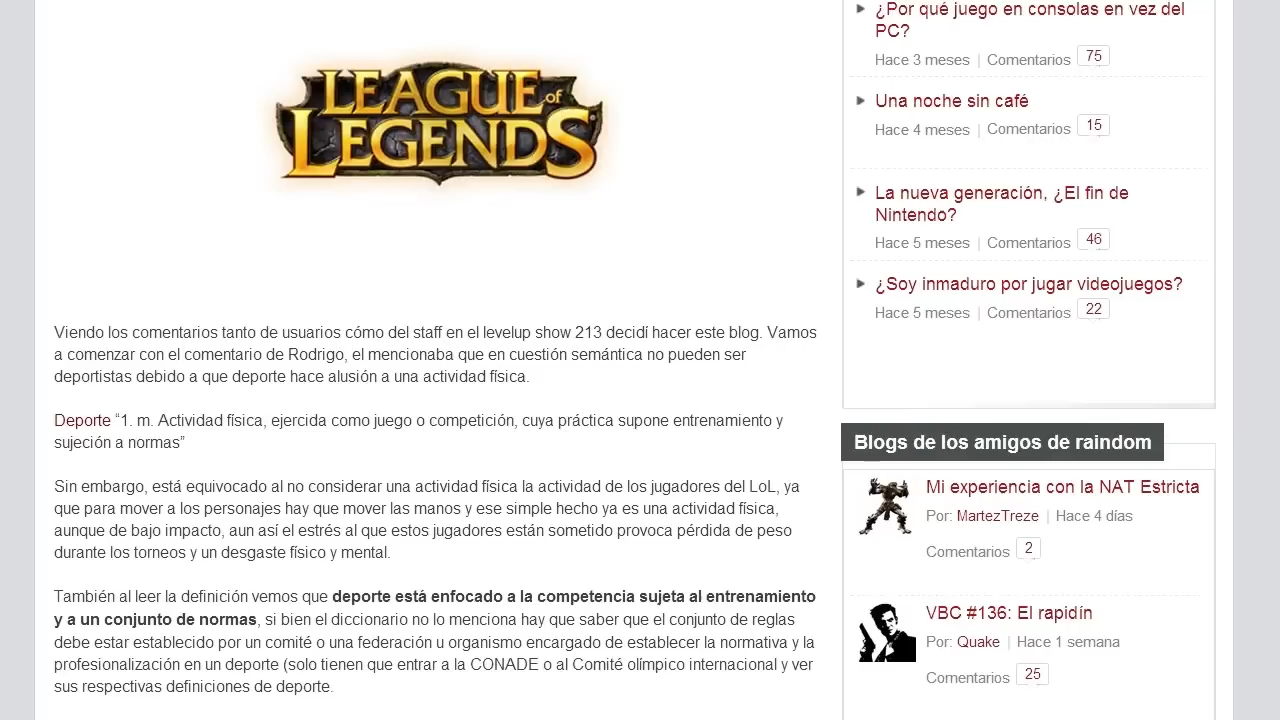 LEAGUE of
LEGENDS
Viendo los comentarios tanto de usuarios cómo del staff en el levelup show 213 decidí hacer este blog. Vamos
a comenzar con el comentario de Rodrigo, el mencionaba que en cuestión semántica no pueden ser
deportistas debido a que deporte hace alusión a una actividad física.
Deporte “1. m. Actividad física, ejercida como juego o competición, cuya práctica supone entrenamiento y
sujeción a normas”
Sin embargo, está equivocado al no considerar una actividad física la actividad de los jugadores del LoL, ya
que para mover a los personajes hay que mover las manos y ese simple hecho ya es una actividad física,
aunque de bajo impacto, aun así el estrés al que estos jugadores están sometido provoca pérdida de peso
durante los torneos y un desgaste físico y mental.
También al leer la definición vemos que deporte está enfocado a la competencia sujeta al entrenamiento
y a un conjunto de normas, si bien el diccionario no lo menciona hay que saber que el conjunto de reglas
debe estar establecido por un comité o una federación u organismo encargado de establecer la normativa y la
profesionalización en un deporte (solo tienen que entrar a la CONADE o al Comité olímpico internacional y ver
sus respectivas definiciones de deporte.
¿Por qué juego en consolas en vez del
PC?
Hace 3 meses | Comentarios 75
Una noche sin café
Hace 4 meses | Comentarios 15
La nueva generación, ¿El fin de
Nintendo?
Hace 5 meses | Comentarios 46
¿Soy inmaduro por jugar videojuegos?
Hace 5 meses | Comentarios 22
Blogs de los amigos de raindom
Mi experiencia con la NAT Estricta
Por: MartezTreze | Hace 4 días
Comentarios 2
VBC #136: El rapidín
Por: Quake | Hace 1 semana
Comentarios 25